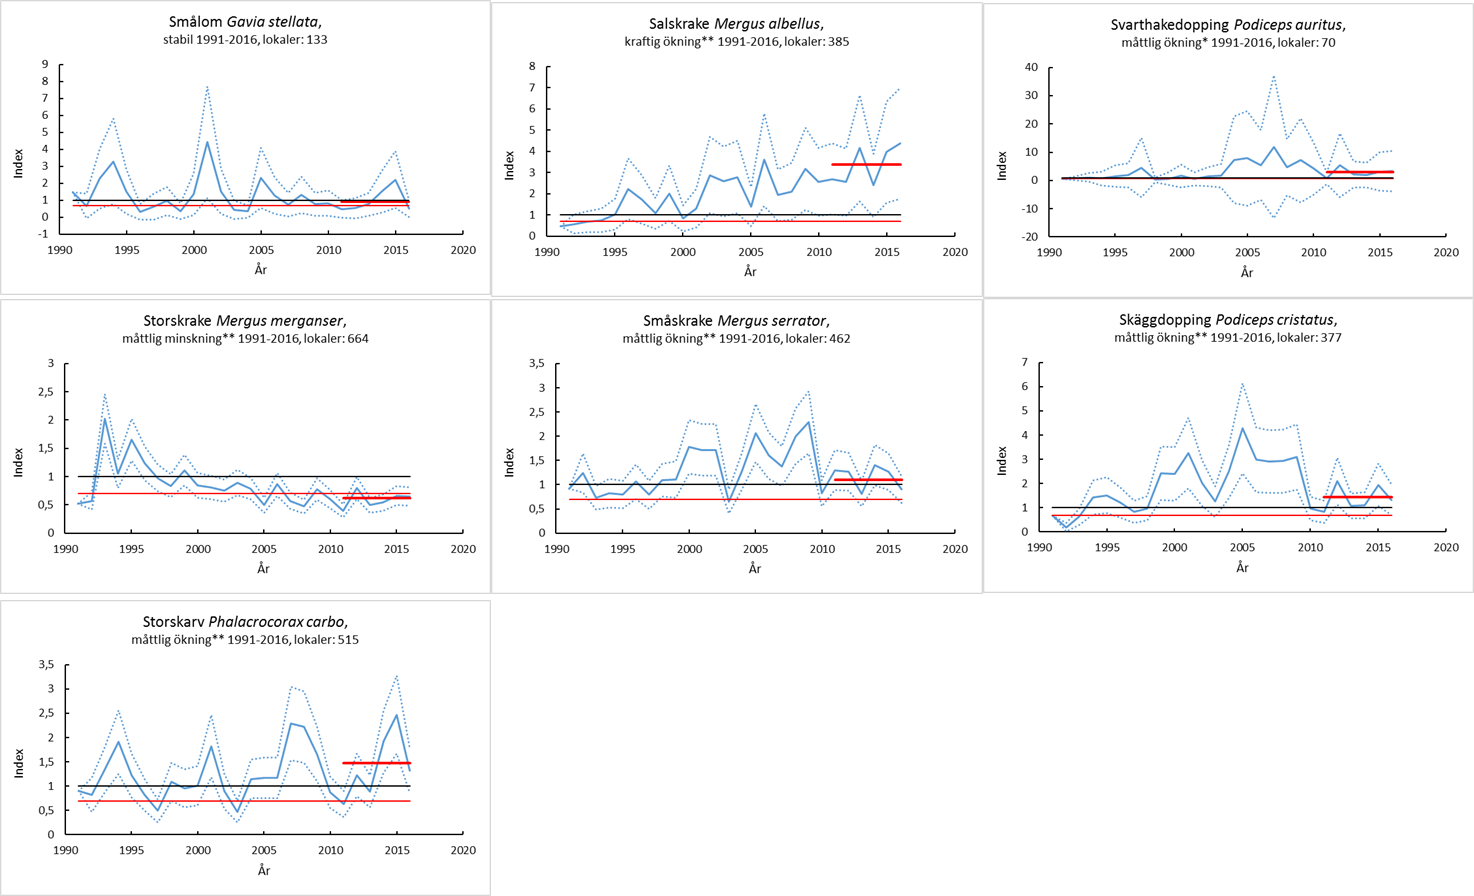 Smålom Gavia stellata,
stabil 1991-2016, lokaler: 133
9
8
7
6
5
4
3
2
1
0
-1
Index
1990 1995 2000 2005 2010 2015 2020
År
Salskrake Mergus albellus,
kraftig ökning** 1991-2016, lokaler: 385
8
7
6
5
4
3
2
1
0
Index
1990 1995 2000 2005 2010 2015 2020
År
Svarthakedopping Podiceps auritus,
måttlig ökning* 1991-2016, lokaler: 70
40
30
20
10
0
-10
-20
Index
1990 1995 2000 2005 2010 2015 2020
År
Storskrake Mergus merganser,
måttlig minskning** 1991-2016, lokaler: 664
3
2,5
2
1,5
1
0,5
0
Index
1990 1995 2000 2005 2010 2015 2020
År
Småskrake Mergus serrator,
måttlig ökning** 1991-2016, lokaler: 462
3,5
3
2,5
2
1,5
1
0,5
0
Index
1990 1995 2000 2005 2010 2015 2020
År
Skäggdopping Podiceps cristatus,
måttlig ökning** 1991-2016, lokaler: 377
7
6
5
4
3
2
1
0
Index
1990 1995 2000 2005 2010 2015 2020
År
Storskarv Phalacrocorax carbo,
måttlig ökning** 1991-2016, lokaler: 515
3,5
3
2,5
2
1,5
1
0,5
0
Index
1990 1995 2000 2005 2010 2015 2020
År